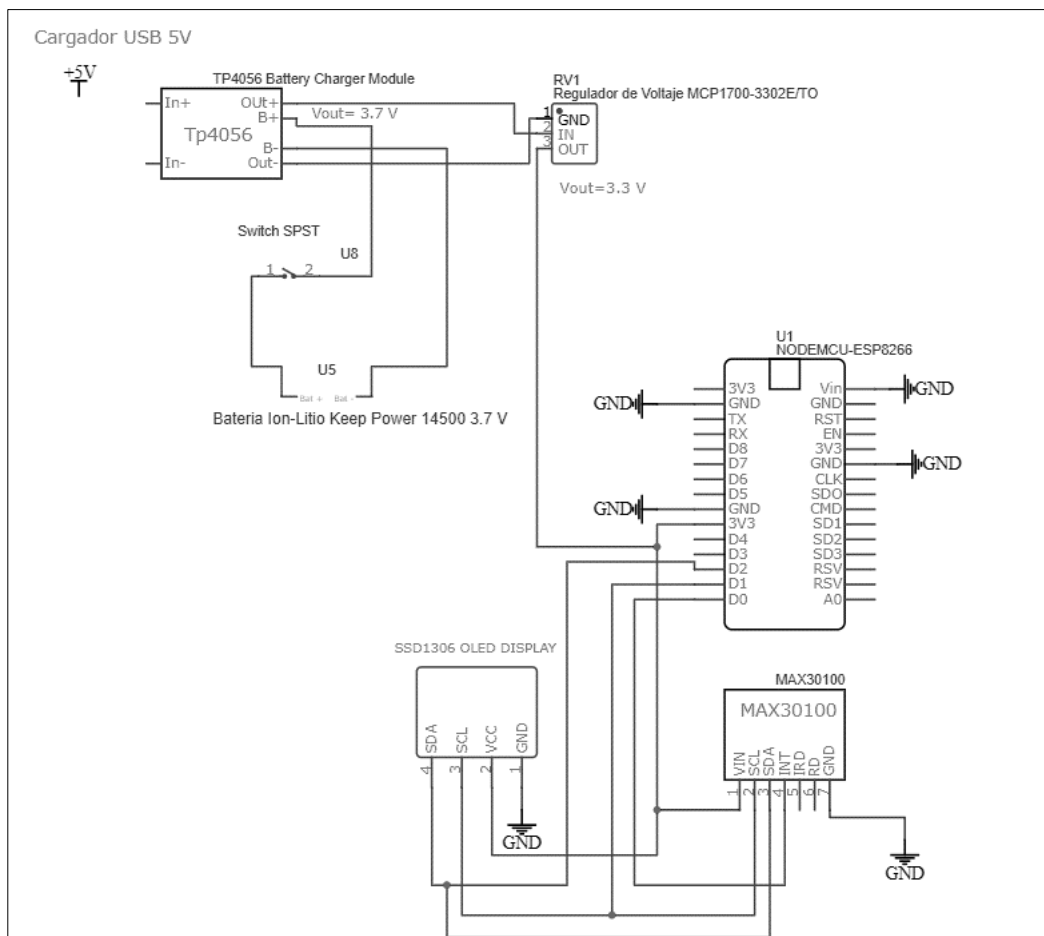 Cargador USB 5V
+5V
TP4056 Battery Charger Module
In+
In-
Tp4056
OUt+
B+
B-
Out-
Vout= 3.7 V
RV1
Regulador de Voltaje MCP1700-3302E/TO
1
2
3
GND
IN
OUT
Vout=3.3 V
Switch SPST
U8
1
2
U5
Bat +
Bat -
Bateria Ion-Litio Keep Power 14500 3.7 V
U1
NODEMCU-ESP8266
3V3
GND
TX
RX
D8
D7
D6
D5
GND
3V3
D4
D3
D2
D1
D0
Vin
GND
RST
EN
3V3
GND
CLK
SDO
CMD
SD1
SD2
SD3
RSV
RSV
A0
GND
GND
GND
GND
SSD1306 OLED DISPLAY
SDA
SCL
VCC
GND
4
3
2
1
GND
MAX30100
MAX30100
VIN
SCL
SDA
INT
IRD
RD
GND
1
2
3
4
5
6
7
GND